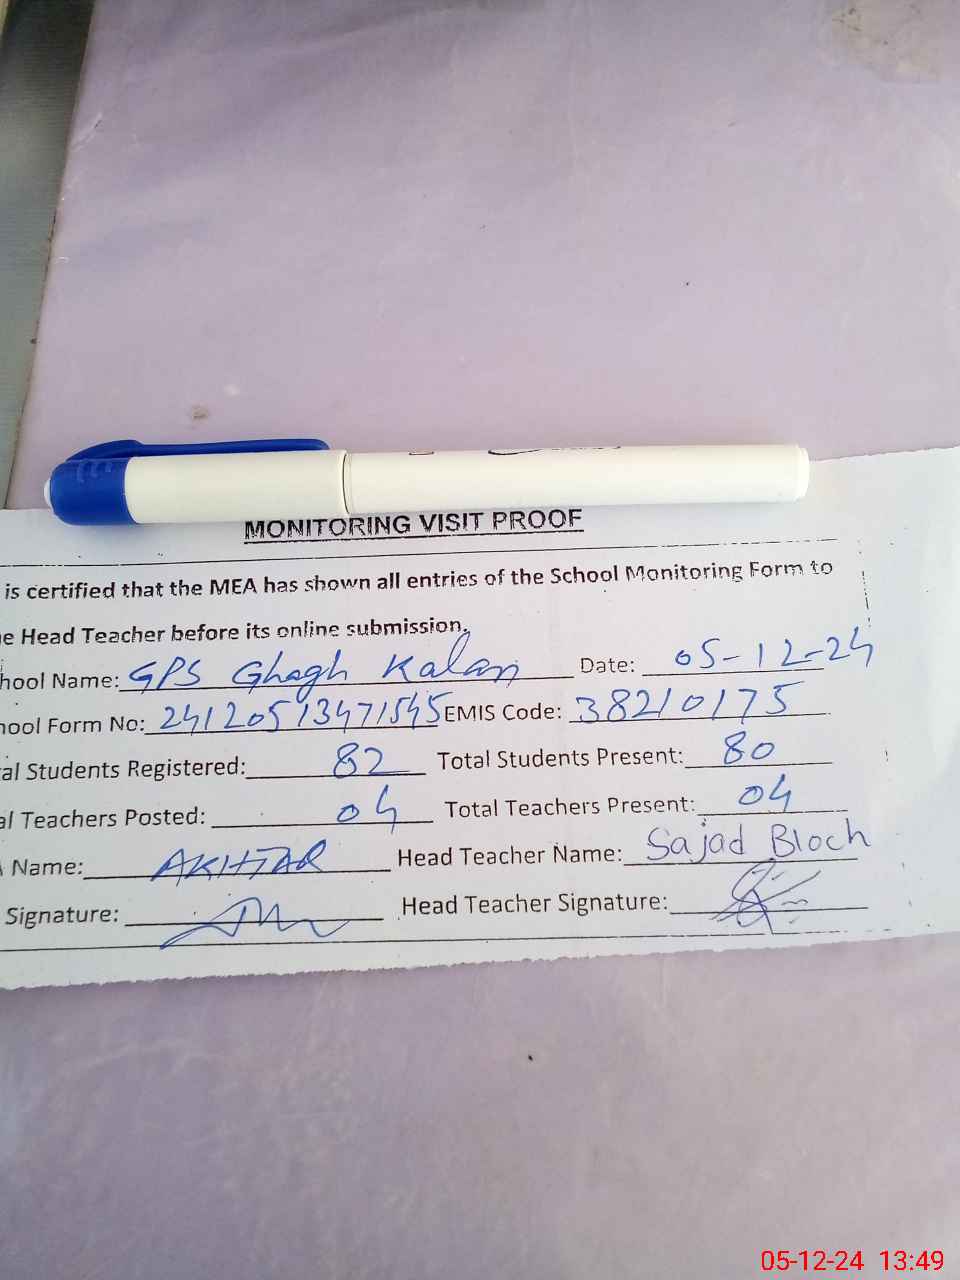 MONITORING VISIT PROOF
is certified that the MEA has shown all entries of the School Monitoring Form to
e Head Teacher before its online submission.
hool Name: GPS Ghagh Kalan Date: 05-12-24
hool Form No: 24120513471545 EMIS Code: 38210175
al Students Registered: 82 Total Students Present: 80
al Teachers Posted: 04 Total Teachers Present: 04
Name: AKHTAR Head Teacher Name: Sajad Bloch
Signature: Head Teacher Signature:
05-12-24 13:49